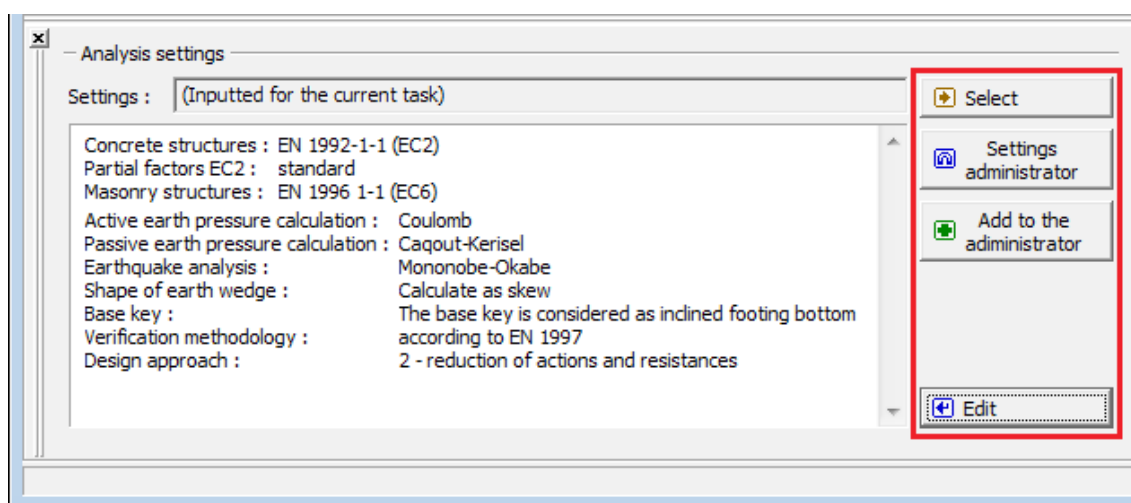 Analysis settings
Settings : (Inputted for the current task)
Select
Settings
administrator
Add to the
adiministrator
Edit
Concrete structures : EN 1992-1-1 (EC2)
Partial factors EC2 : standard
Masonry structures : EN 1996 1-1 (EC6)
Active earth pressure calculation : Coulomb
Passive earth pressure calculation : Caqout-Kerisel
Earthquake analysis : Mononobe-Okabe
Shape of earth wedge : Calculate as skew
Base key : The base key is considered as inclined footing bottom
Verification methodology : according to EN 1997
Design approach : 2 - reduction of actions and resistances